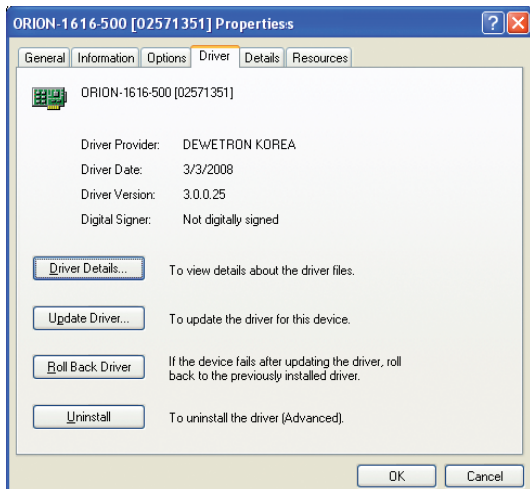 ORION-1616-500 [02571351] Properties
General Information Options Driver Details Resources
ORION-1616-500 [02571351]
Driver Provider: DEWETRON KOREA
Driver Date: 3/3/2008
Driver Version: 3.0.0.25
Digital Signer: Not digitally signed
Driver Details... To view details about the driver files.
Update Driver... To update the driver for this device.
Roll Back Driver If the device fails after updating the driver, roll
back to the previously installed driver.
Uninstall To uninstall the driver (Advanced).
OK Cancel